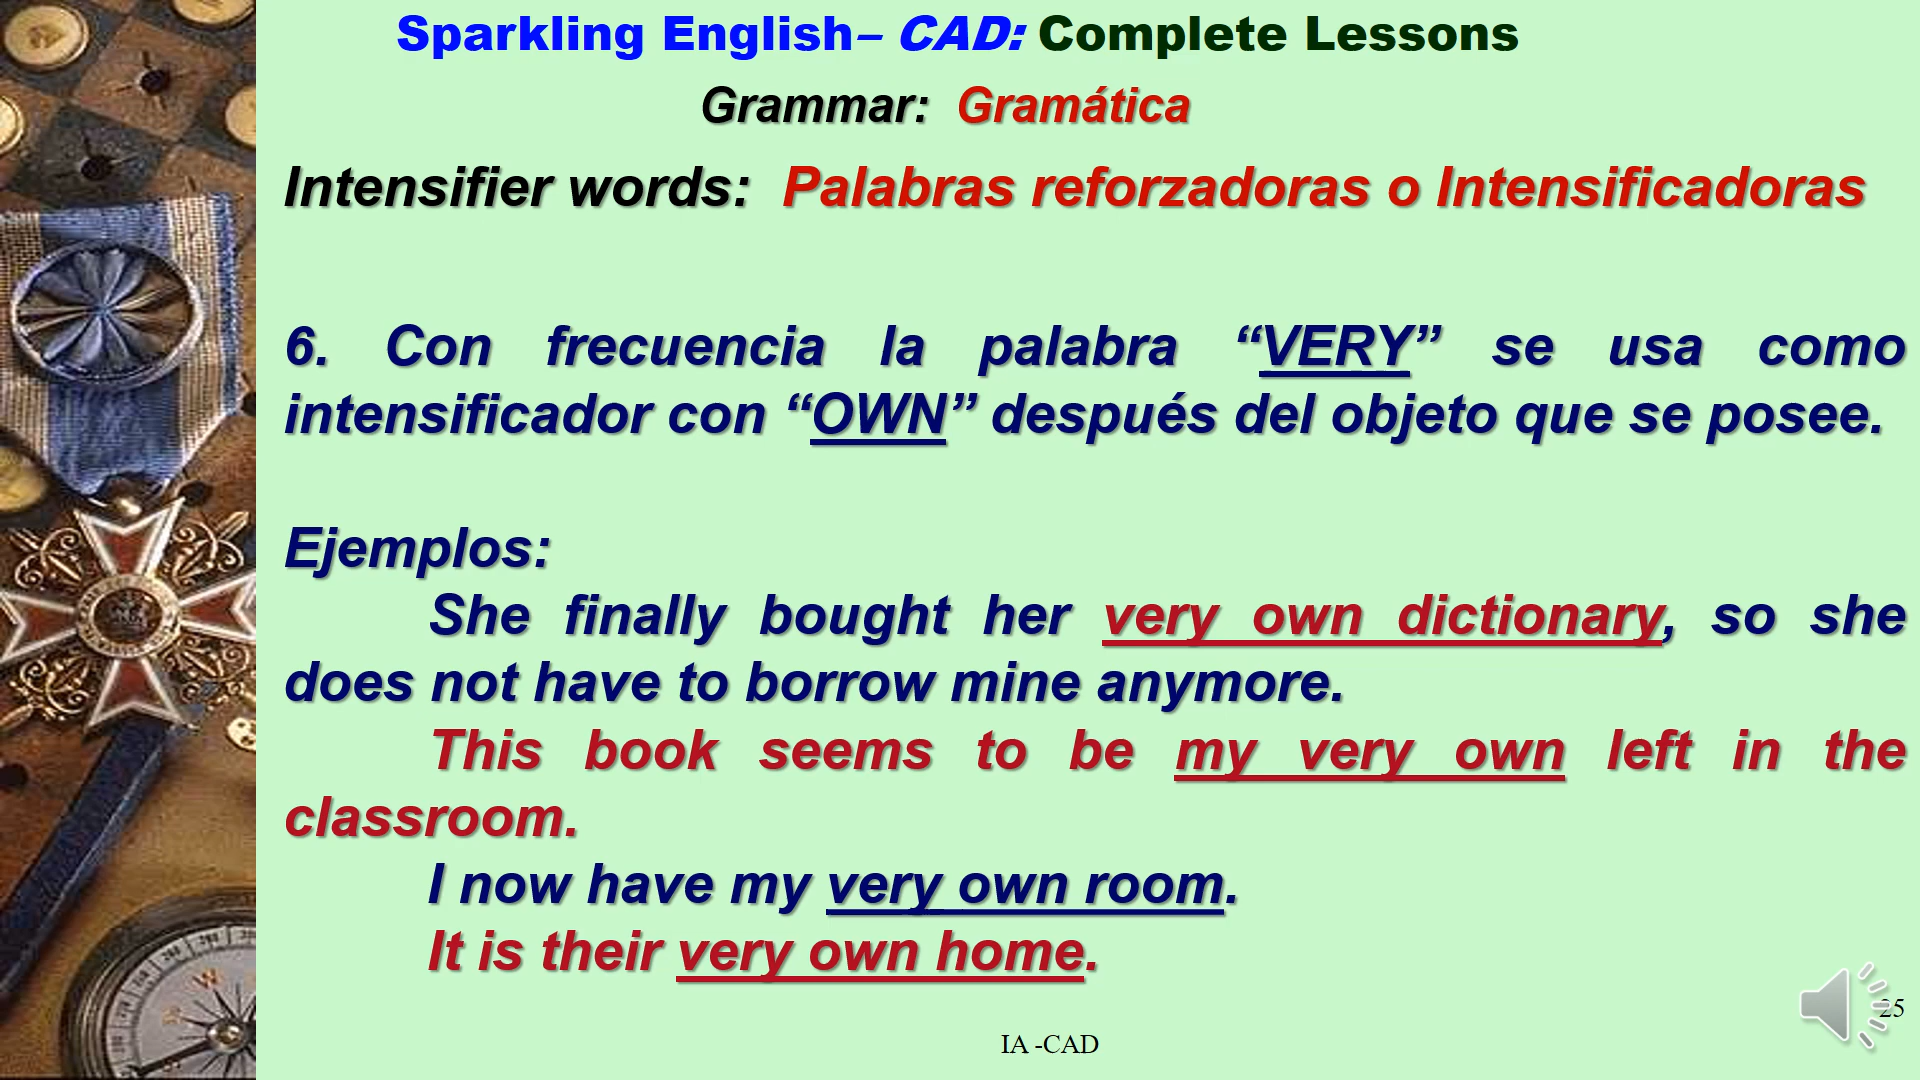 Sparkling English– CAD: Complete Lessons
Grammar: Gramática
Intensifier words: Palabras reforzadoras o Intensificadoras
6. Con frecuencia la palabra “VERY” se usa como
intensificador con “OWN” después del objeto que se posee.
Ejemplos:
She finally bought her very own dictionary, so she
does not have to borrow mine anymore.
This book seems to be my very own left in the
classroom.
I now have my very own room.
It is their very own home.
25
IA -CAD